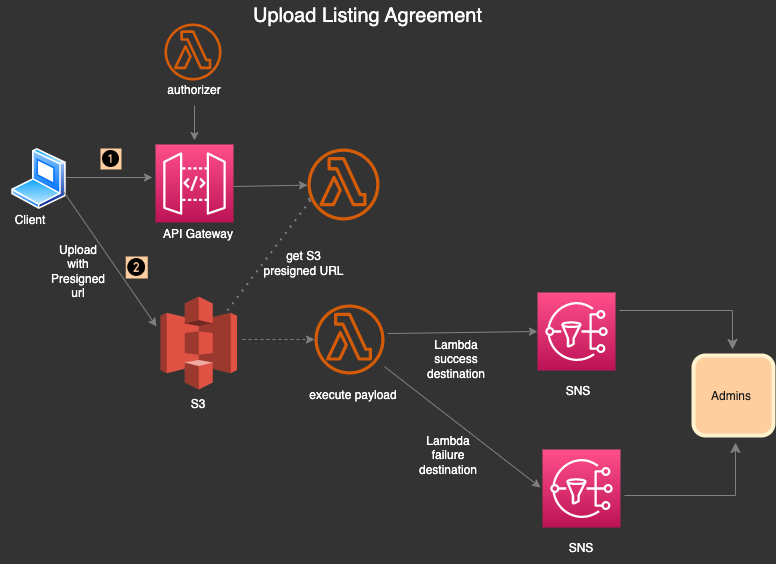 Upload Listing Agreement
authorizer
1
</>
Client
API Gateway
Upload
with
Presigned
url
2
get S3
presigned URL
S3
execute payload
Lambda
success
destination
SNS
Admins
Lambda
failure
destination
SNS